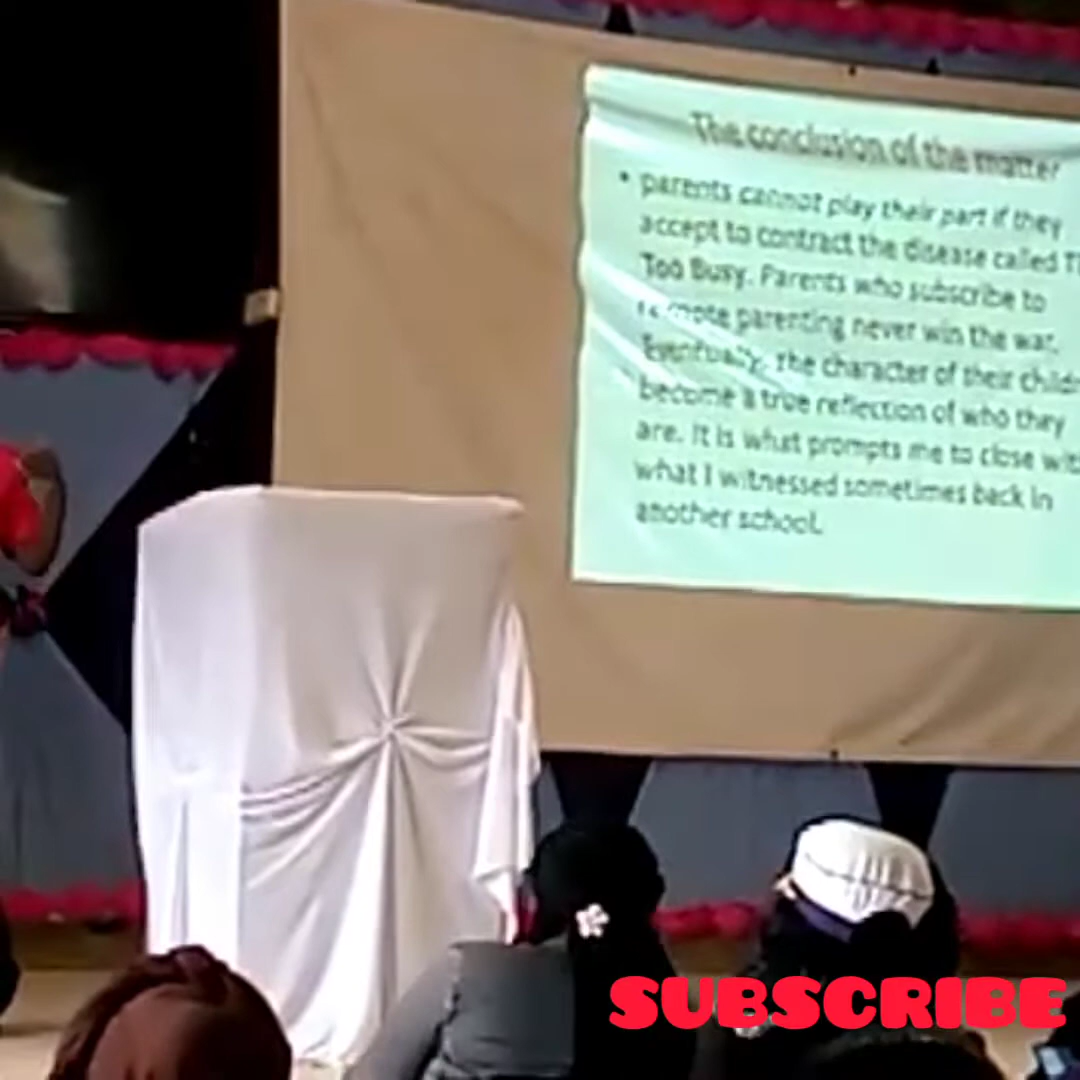 The conclusion of the matter
• parents cannot play their part if they
accept to contract the disease called
Too Busy. Parents who subscribe to
remote parenting never win the war.
Eventually, the character of their
become a true reflection of who they
are. It is what prompts me to close
what I witnessed sometimes back in
another school.
SUBSCRIBE